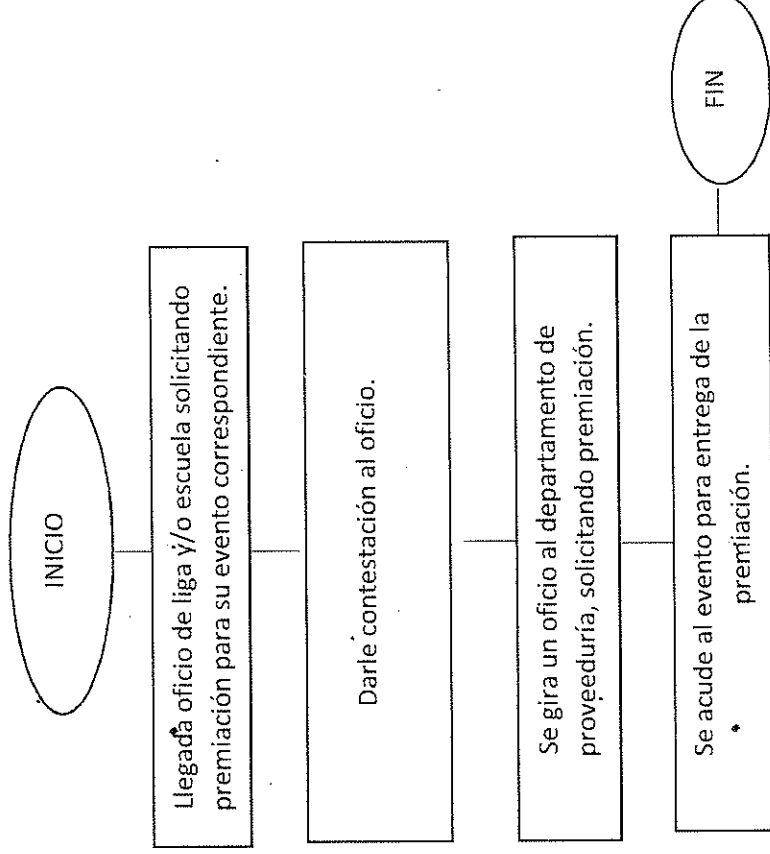 INICIO
Llegada oficio de liga y/o escuela solicitando
premiación para su evento correspondiente.
Darle contestación al oficio.
Se gira un oficio al departamento de
proveeduría, solicitando premiación.
Se acude al evento para entrega de la
premiación.
FIN